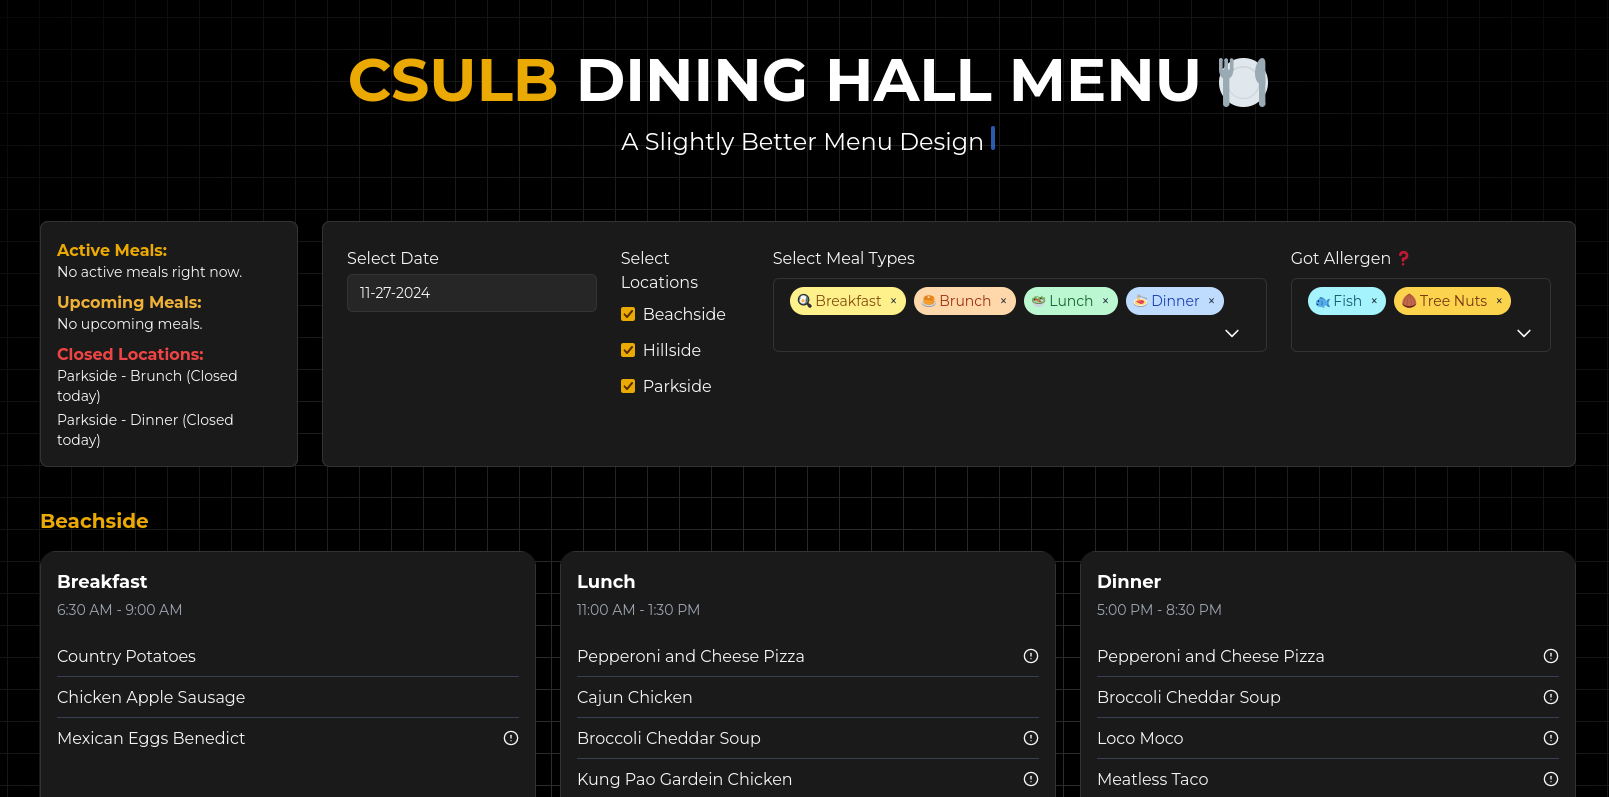 CSULB DINING HALL MENU
A Slightly Better Menu Design
Active Meals:
No active meals right now.
Upcoming Meals:
No upcoming meals.
Closed Locations:
Parkside - Brunch (Closed
today)
Parkside - Dinner (Closed
today)
Select Date
11-27-2024
Select
Locations
Beachside
Hillside
Parkside
Select Meal Types
Breakfast × Brunch × Lunch × Dinner ×
Got Allergen ❓
Fish × Tree Nuts ×
Beachside
Breakfast
6:30 AM - 9:00 AM
Country Potatoes
Chicken Apple Sausage
Mexican Eggs Benedict
Lunch
11:00 AM - 1:30 PM
Pepperoni and Cheese Pizza
Cajun Chicken
Broccoli Cheddar Soup
Kung Pao Gardein Chicken
Dinner
5:00 PM - 8:30 PM
Pepperoni and Cheese Pizza
Broccoli Cheddar Soup
Loco Moco
Meatless Taco